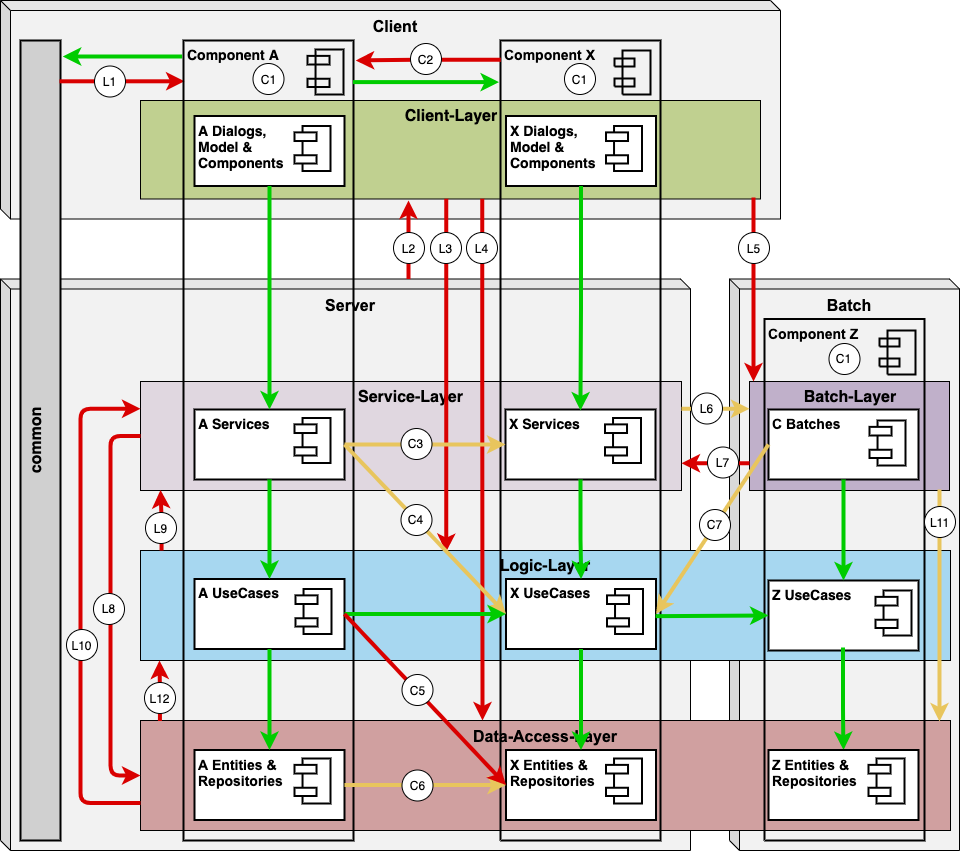 Client
Component A
C1
C2
Component X
C1
L1
Client-Layer
A Dialogs,
Model &
Components
X Dialogs,
Model &
Components
L2
L3
L4
L5
Server
Batch
Component Z
C1
common
Service-Layer
L6
Batch-Layer
A Services
C3
X Services
C Batches
L7
C4
C7
L9
L11
Logic-Layer
A UseCases
X UseCases
Z UseCases
L8
L10
C5
L12
Data-Access-Layer
A Entities &
Repositories
C6
X Entities &
Repositories
Z Entities &
Repositories